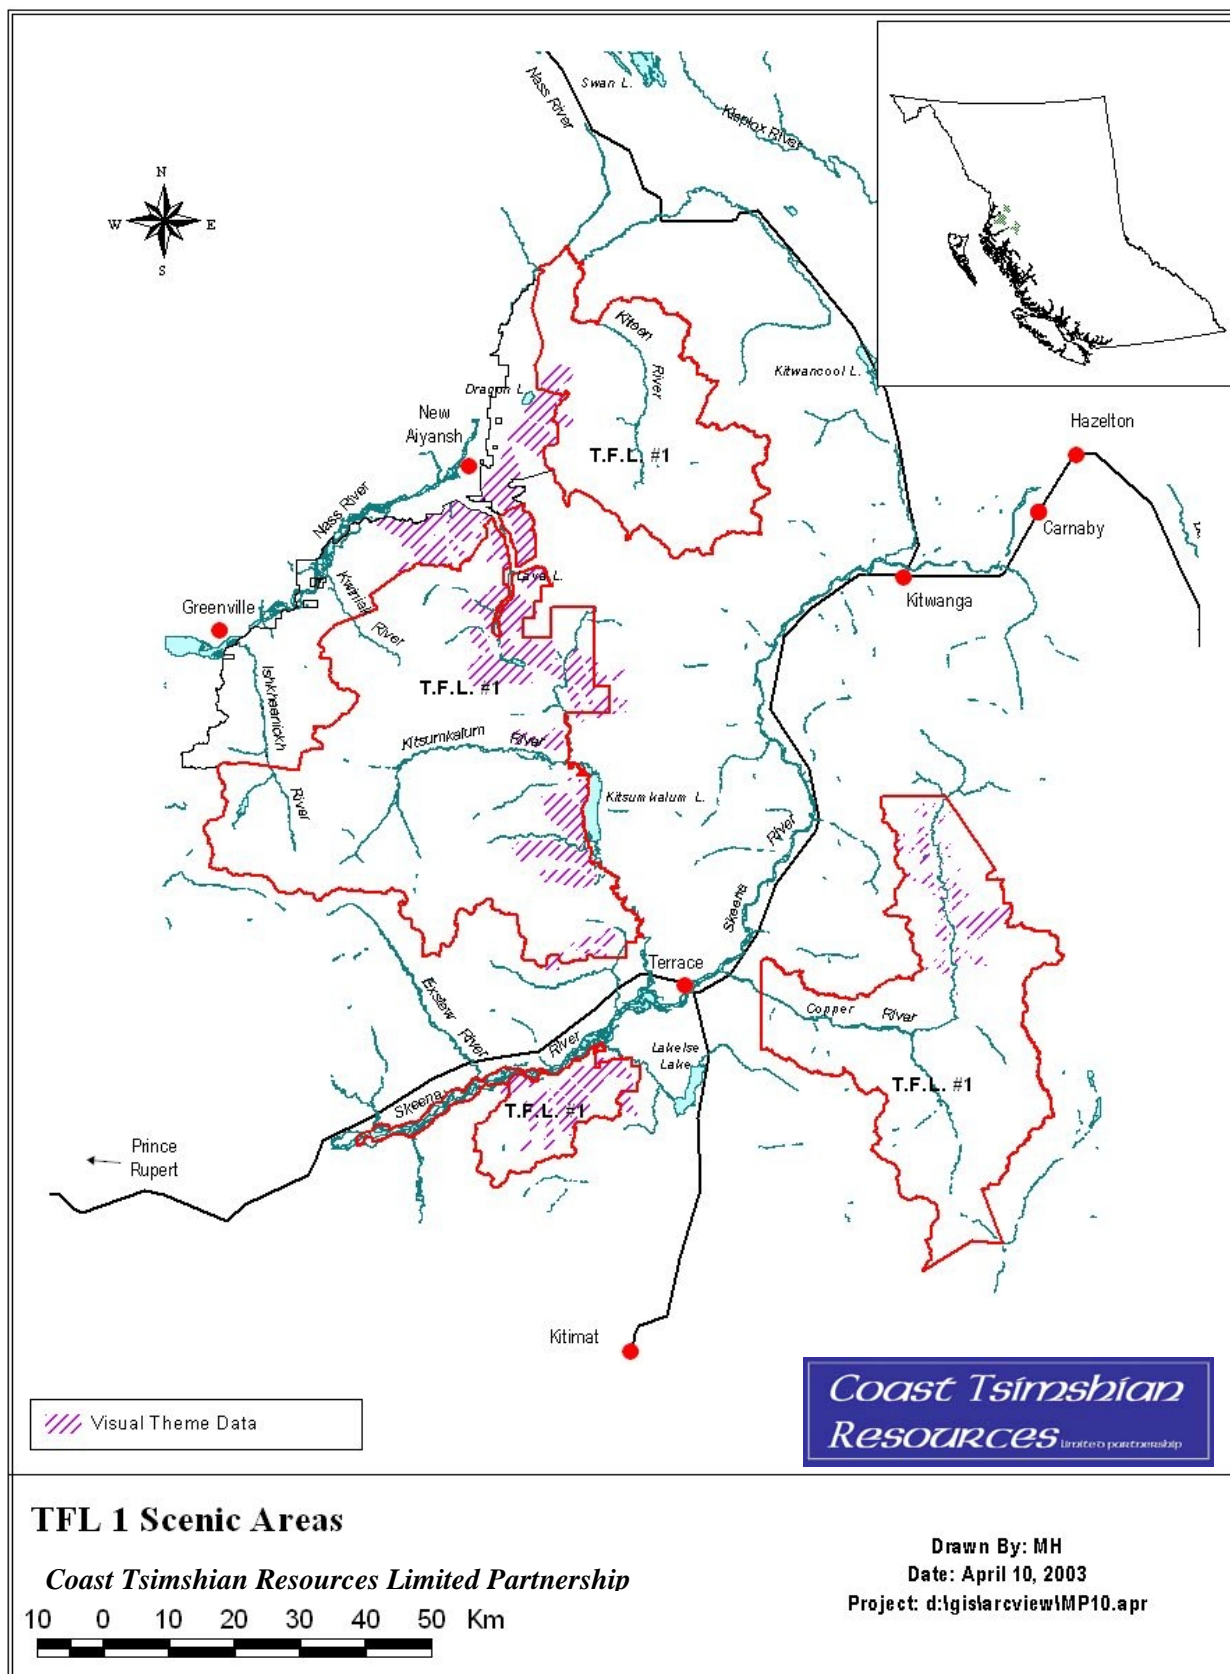 Swan L.
Nass River
Kispiox River
N
W E
S
Kiteen
River
Kitwancool L.
Dragon L.
New
Aiyansh
Hazelton
T.F.L. #1
Nass River
Carnaby
Lava L.
Kwiniak
River
Kitwanga
Greenville
T.F.L. #1
Ishkheenickh
River
Kitsumkalum River
Kitsumkalum L.
River
Skeena
Terrace
Exstew
River
Copper River
River
Lakelse
Lake
Skeena
T.F.L. #1
T.F.L. #1
Prince
Rupert
Kitimat
Visual Theme Data
Coast Tsimshian
Resources limited partnership
TFL 1 Scenic Areas
Coast Tsimshian Resources Limited Partnership
10 0 10 20 30 40 50 Km
Drawn By: MH
Date: April 10, 2003
Project: d:\gis\arcview\MP10.apr